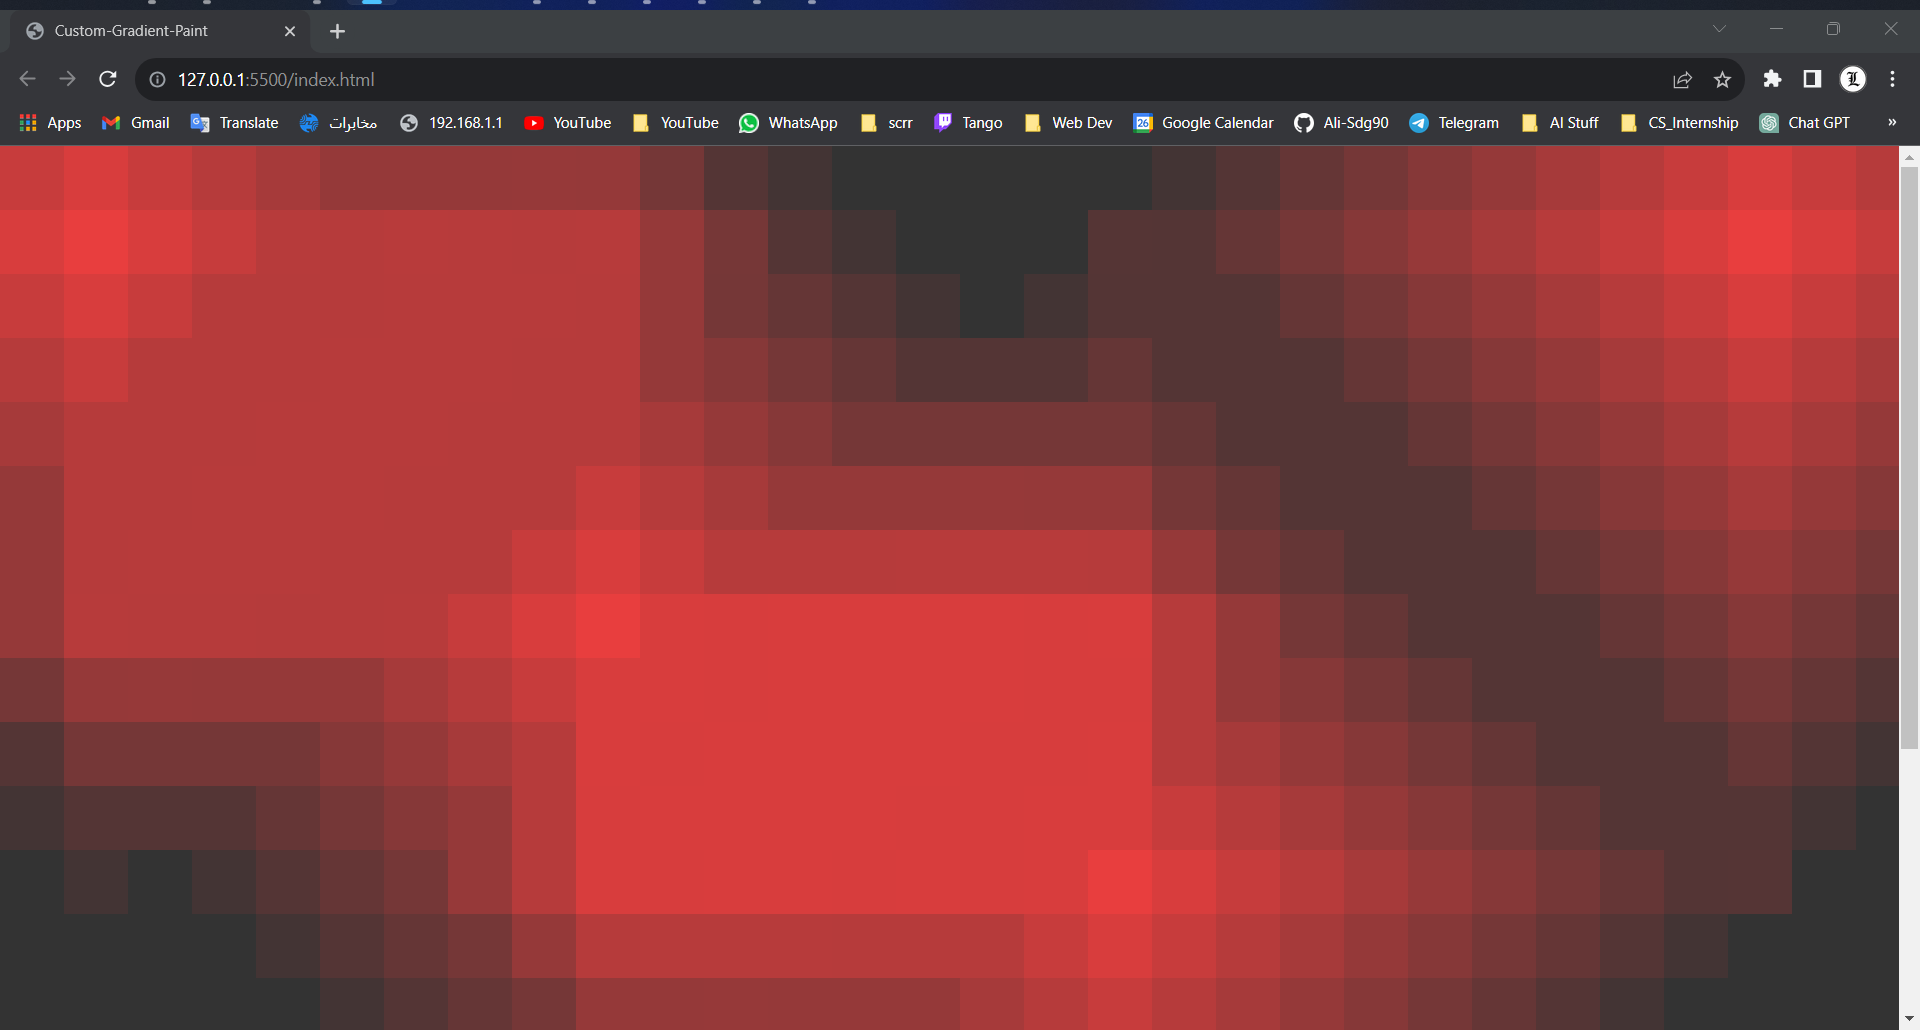 Custom-Gradient-Paint
127.0.0.1:5500/index.html
Apps Gmail Translate مخابرات 192.168.1.1 YouTube YouTube WhatsApp scrr Tango Web Dev 26 Google Calendar Ali-Sdg90 Telegram AI Stuff CS_Internship Chat GPT »